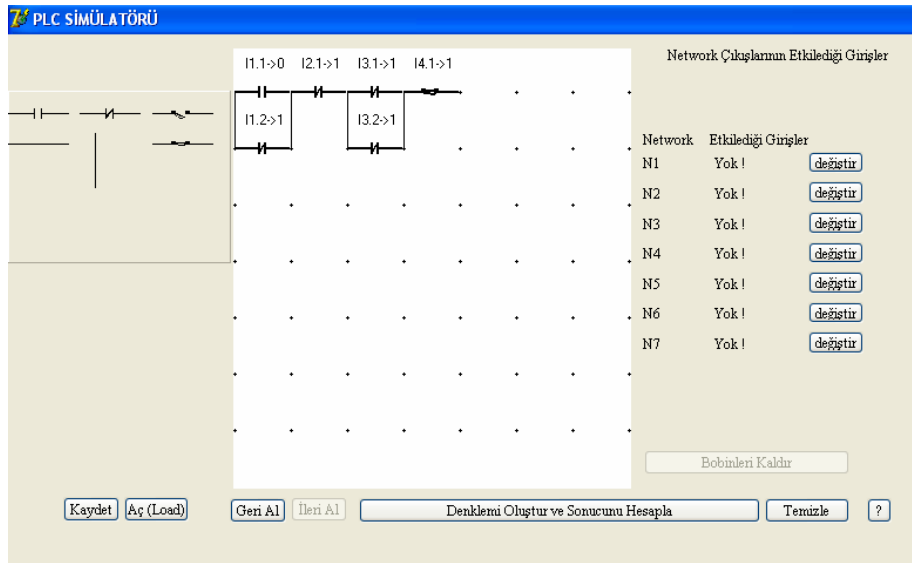 PLC SİMÜLATÖRÜ
I1.1->0 I2.1->1 I3.1->1 I4.1->1
I1.2->1 I3.2->1
Network Çıkışlarının Etkilediği Girişler
Network Etkilediği Girişler
N1 Yok ! değiştir
N2 Yok ! değiştir
N3 Yok ! değiştir
N4 Yok ! değiştir
N5 Yok ! değiştir
N6 Yok ! değiştir
N7 Yok ! değiştir
Bobinleri Kaldır
Kaydet Aç (Load) Geri Al İleri Al Denklemi Oluştur ve Sonucunu Hesapla Temizle ?